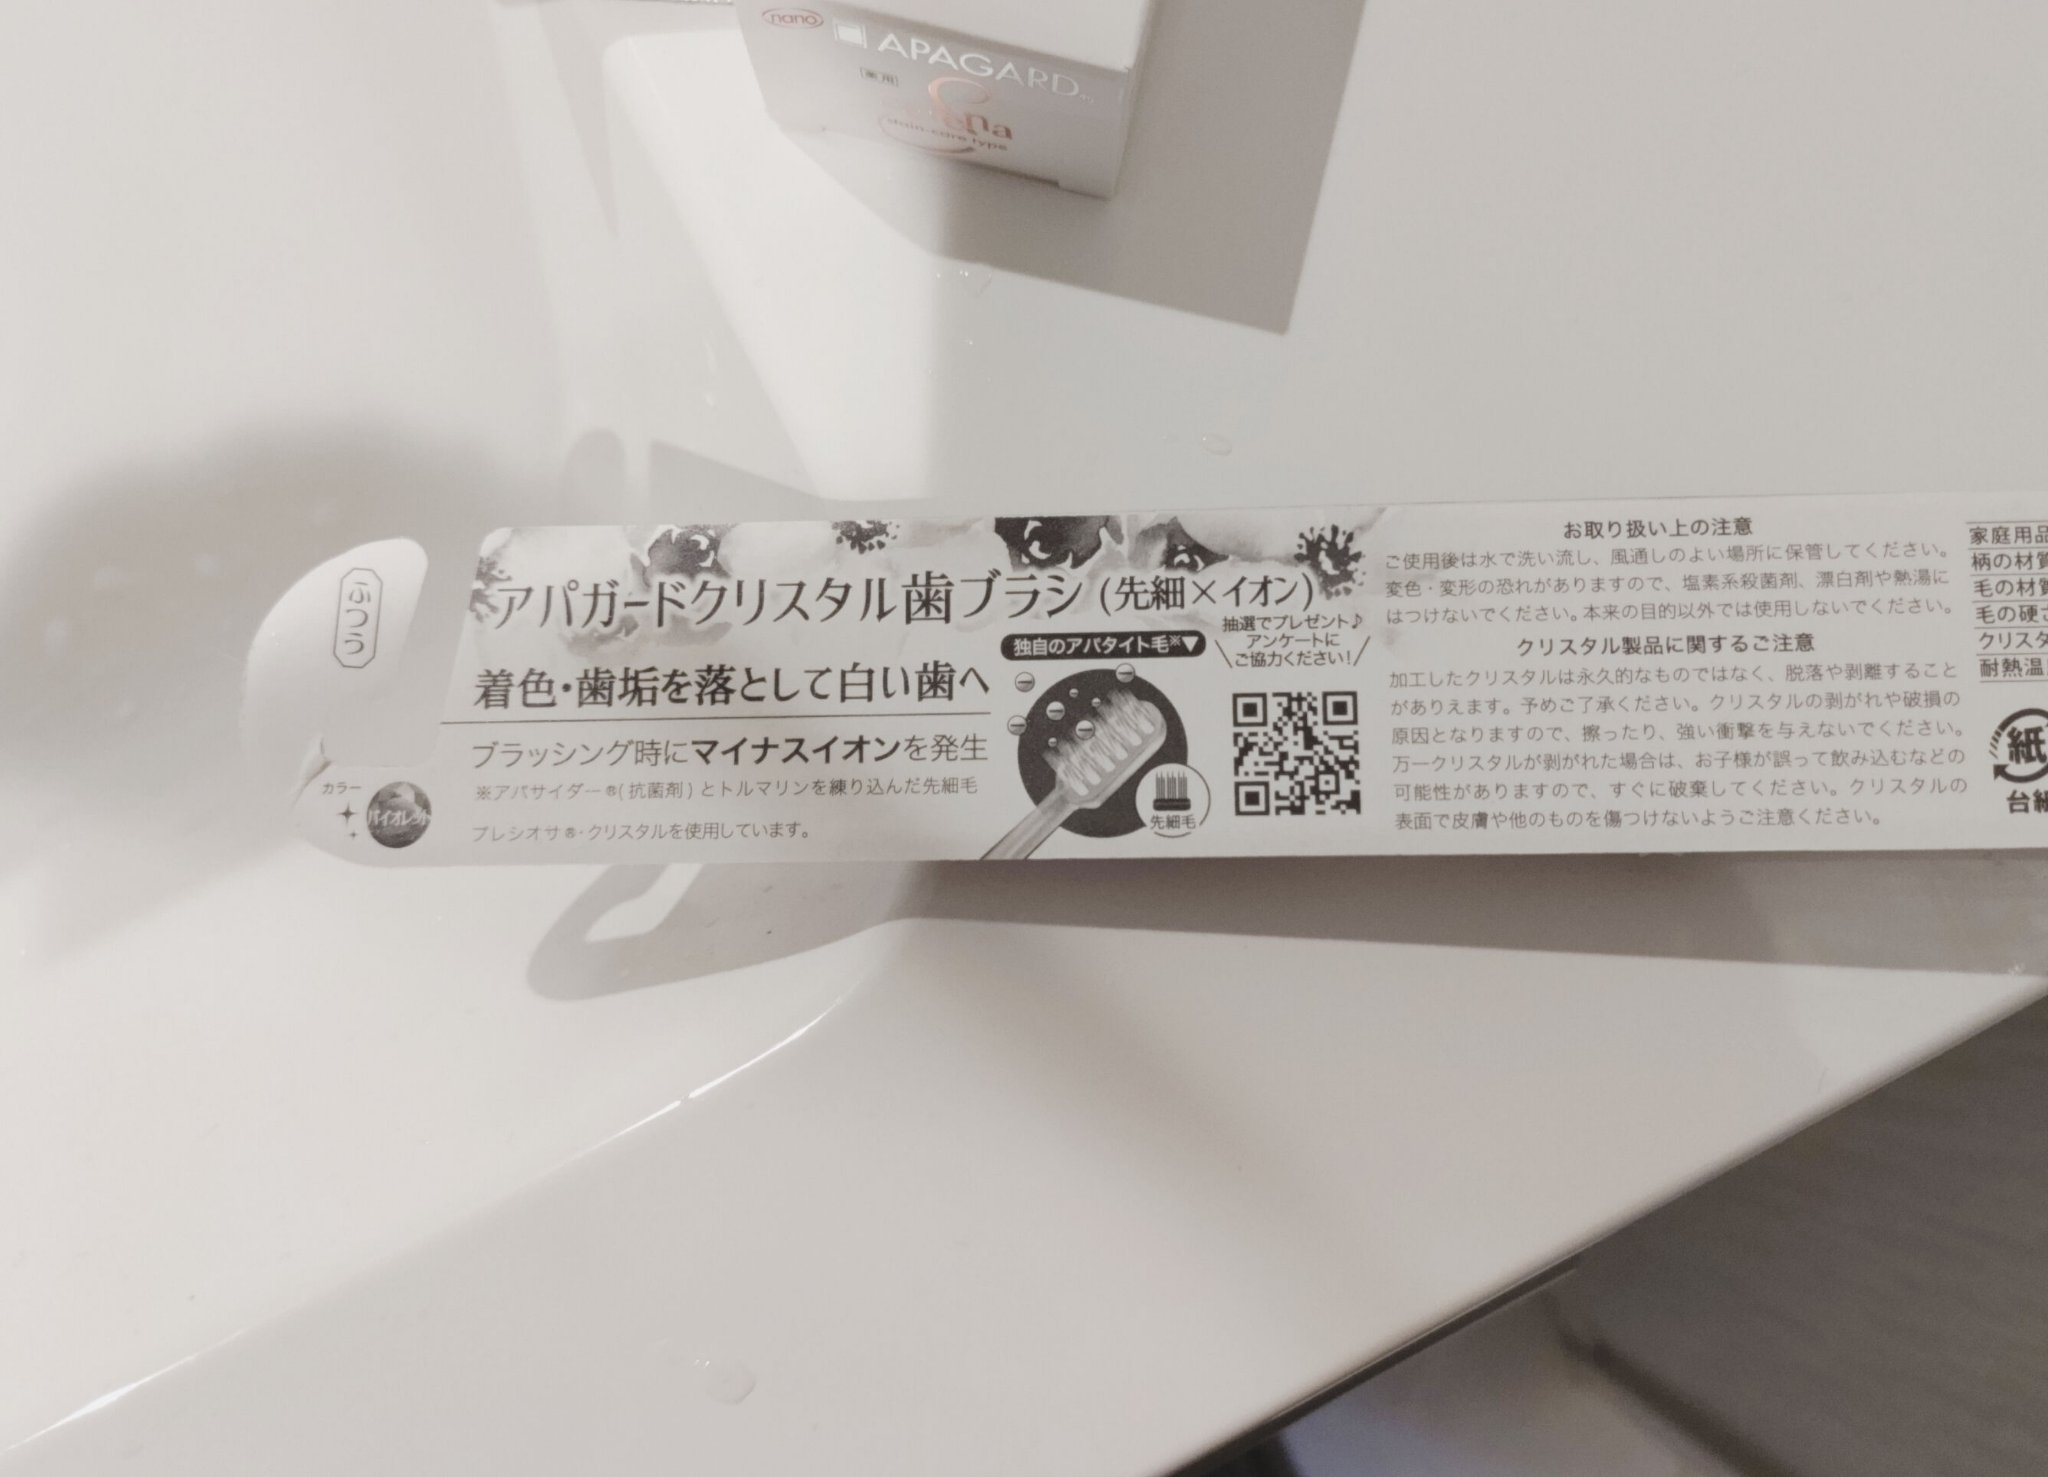 nano
APAGARD
薬用
stain-care type
ふつう
カラー
バイオレット
アパガードクリスタル歯ブラシ (先細×イオン)
着色・歯垢を落として白い歯へ
ブラッシング時にマイナスイオンを発生
※アパサイダー®(抗菌剤)とトルマリンを練り込んだ先細毛
プレシオサ®・クリスタルを使用しています。
独自のアパタイト毛※▼
先細毛
抽選でプレゼント♪
アンケートに
ご協力ください!
お取り扱い上の注意
ご使用後は水で洗い流し、風通しのよい場所に保管してください。
変色・変形の恐れがありますので、塩素系殺菌剤、漂白剤や熱湯に
はつけないでください。本来の目的以外では使用しないでください。
クリスタル製品に関するご注意
加工したクリスタルは永久的なものではなく、脱落や剥離すること
がありえます。予めご了承ください。クリスタルの剥がれや破損の
原因となりますので、擦ったり、強い衝撃を与えないでください。
万一クリスタルが剥がれた場合は、お子様が誤って飲み込むなどの
可能性がありますので、すぐに破棄してください。クリスタルの
表面で皮膚や他のものを傷つけないようご注意ください。
家庭用品
柄の材質
毛の材質
毛の硬さ
クリスタ
耐熱温
紙
台紙